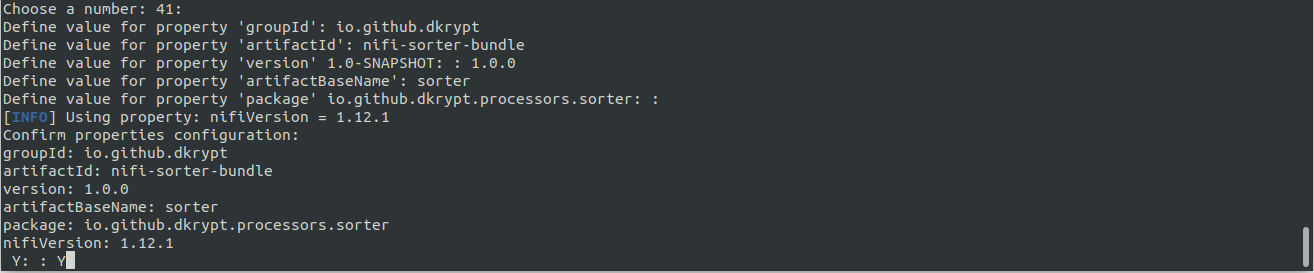 Choose a number: 41:
Define value for property 'groupId': io.github.dkrypt
Define value for property 'artifactId': nifi-sorter-bundle
Define value for property 'version' 1.0-SNAPSHOT: : 1.0.0
Define value for property 'artifactBaseName': sorter
Define value for property 'package' io.github.dkrypt.processors.sorter: :
[INFO] Using property: nifiVersion = 1.12.1
Confirm properties configuration:
groupId: io.github.dkrypt
artifactId: nifi-sorter-bundle
version: 1.0.0
artifactBaseName: sorter
package: io.github.dkrypt.processors.sorter
nifiVersion: 1.12.1
 Y: : Y